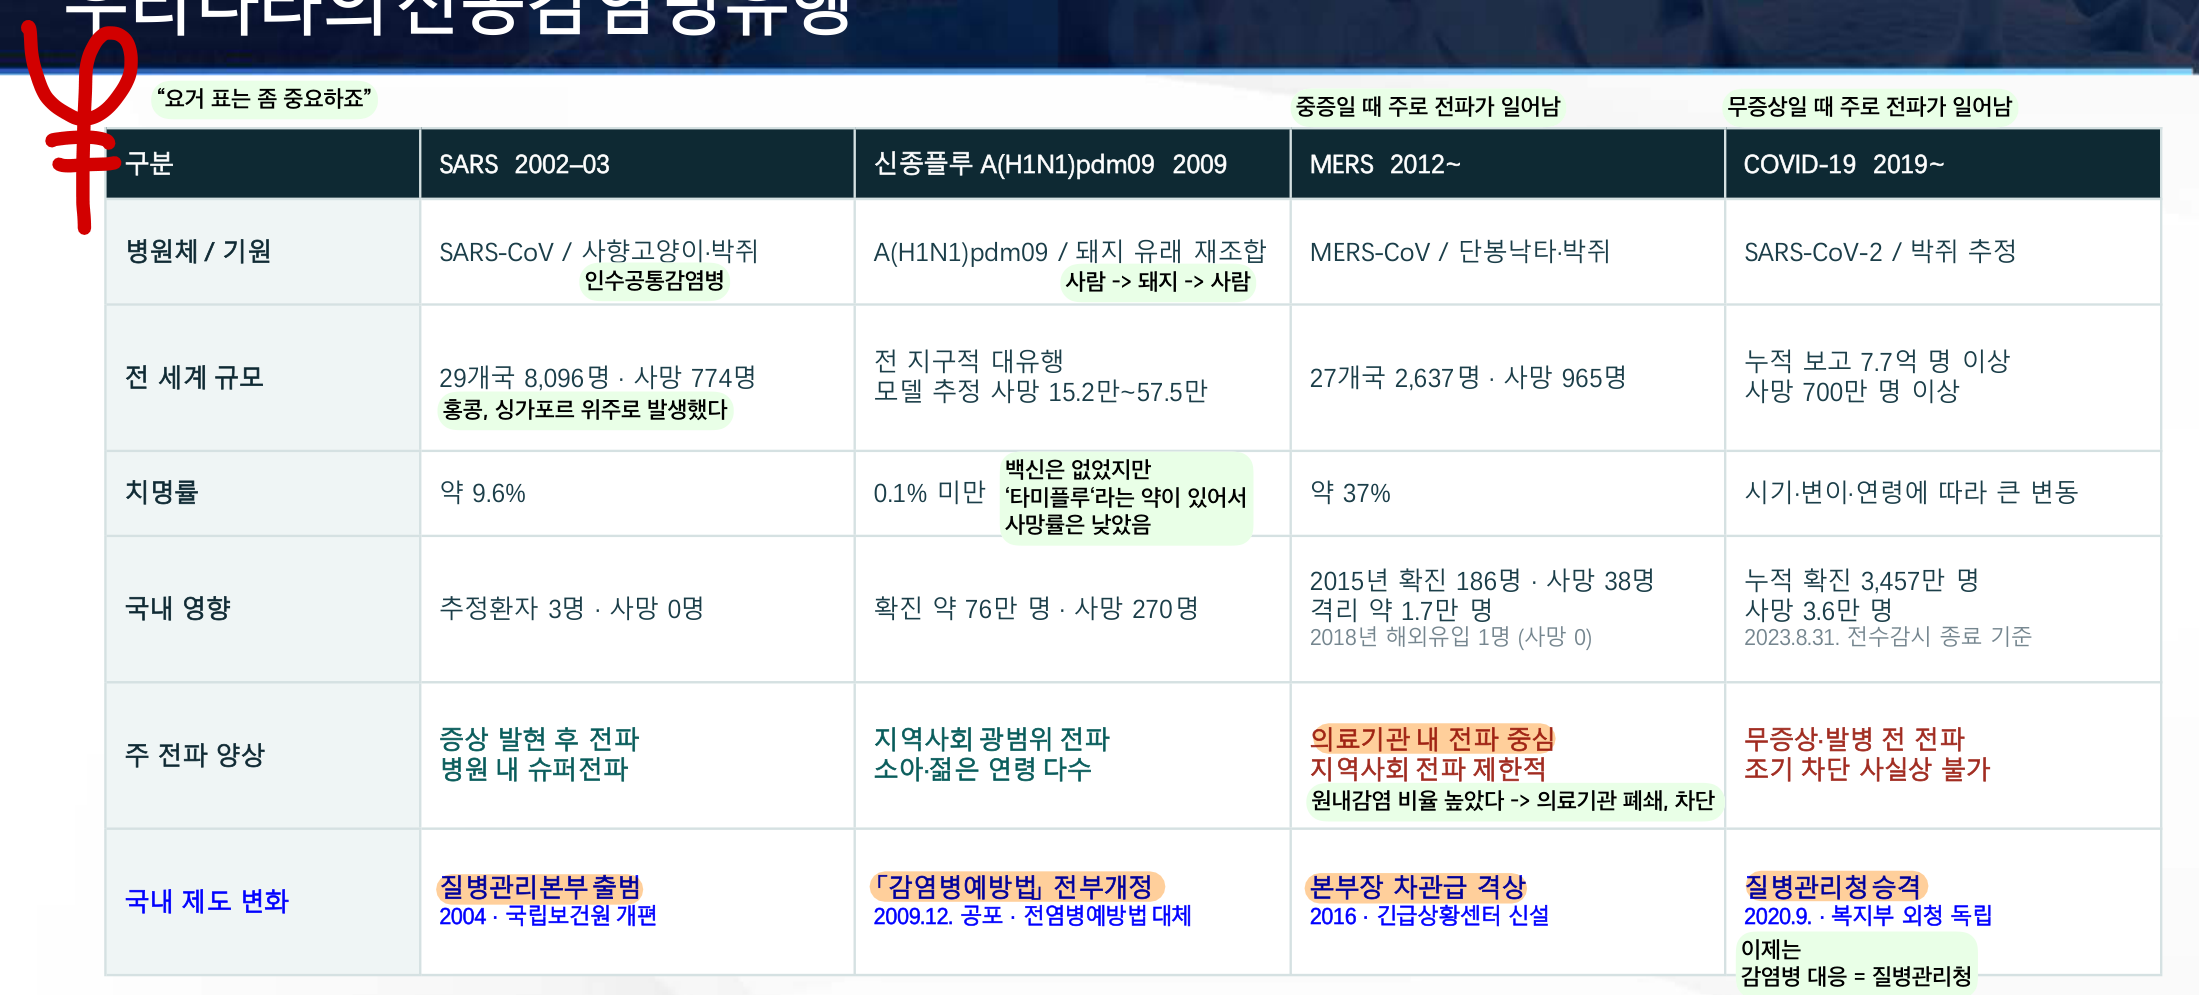 우리나라의 신종감염병 유행
“요거 표는 좀 중요하죠”
중증일 때 주로 전파가 일어남
무증상일 때 주로 전파가 일어남
구분
SARS 2002–03
신종플루 A(H1N1)pdm09 2009
MERS 2012~
COVID-19 2019~
병원체 / 기원
SARS-CoV / 사향고양이·박쥐
인수공통감염병
A(H1N1)pdm09 / 돼지 유래 재조합
사람 -> 돼지 -> 사람
MERS-CoV / 단봉낙타·박쥐
SARS-CoV-2 / 박쥐 추정
전 세계 규모
29개국 8,096명 · 사망 774명
홍콩, 싱가포르 위주로 발생했다
전 지구적 대유행
모델 추정 사망 15.2만~57.5만
27개국 2,637명 · 사망 965명
누적 보고 7.7억 명 이상
사망 700만 명 이상
치명률
약 9.6%
0.1% 미만
백신은 없었지만
‘타미플루‘라는 약이 있어서
사망률은 낮았음
약 37%
시기·변이·연령에 따라 큰 변동
국내 영향
추정환자 3명 · 사망 0명
확진 약 76만 명 · 사망 270명
2015년 확진 186명 · 사망 38명
격리 약 1.7만 명
2018년 해외유입 1명 (사망 0)
누적 확진 3,457만 명
사망 3.6만 명
2023.8.31. 전수감시 종료 기준
주 전파 양상
증상 발현 후 전파
병원 내 슈퍼전파
지역사회 광범위 전파
소아·젊은 연령 다수
의료기관 내 전파 중심
지역사회 전파 제한적
원내감염 비율 높았다 -> 의료기관 폐쇄, 차단
무증상·발병 전 전파
조기 차단 사실상 불가
국내 제도 변화
질병관리본부 출범
2004 · 국립보건원 개편
「감염병예방법」 전부개정
2009.12. 공포 · 전염병예방법 대체
본부장 차관급 격상
2016 · 긴급상황센터 신설
질병관리청 승격
2020.9. · 복지부 외청 독립
이제는
감염병 대응 = 질병관리청